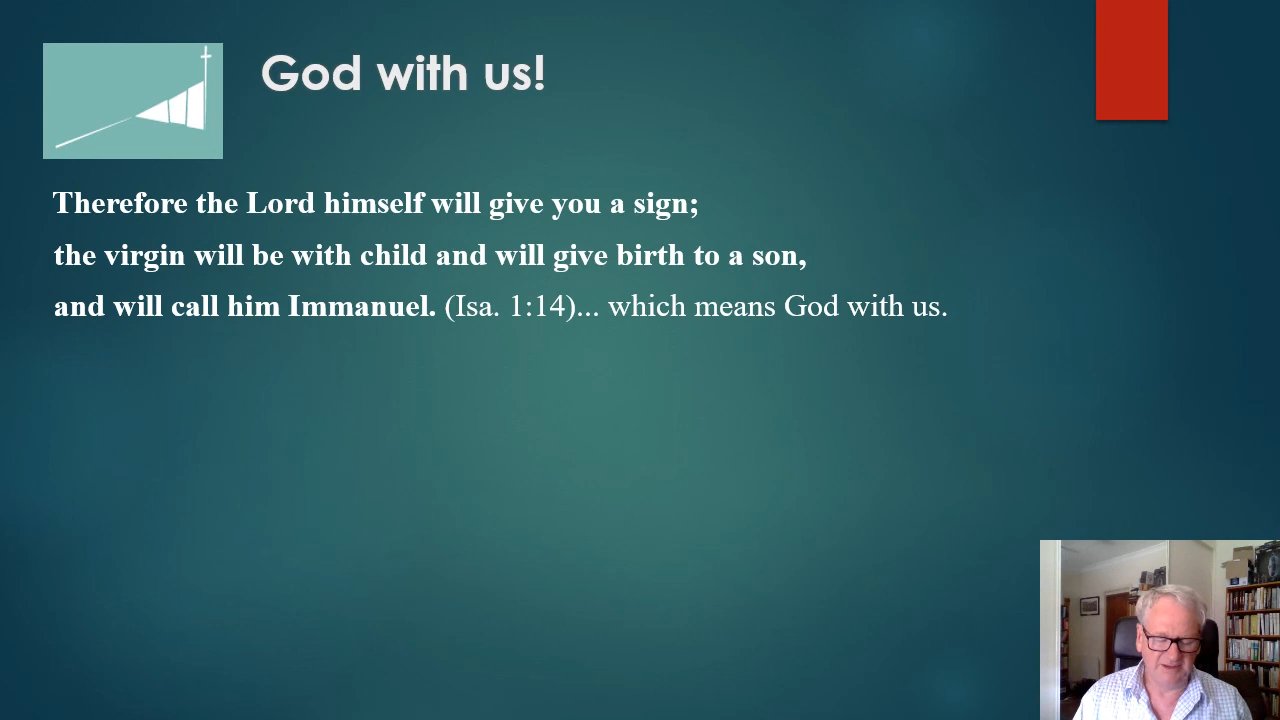 God with us!
Therefore the Lord himself will give you a sign;
the virgin will be with child and will give birth to a son,
and will call him Immanuel. (Isa. 1:14)... which means God with us.